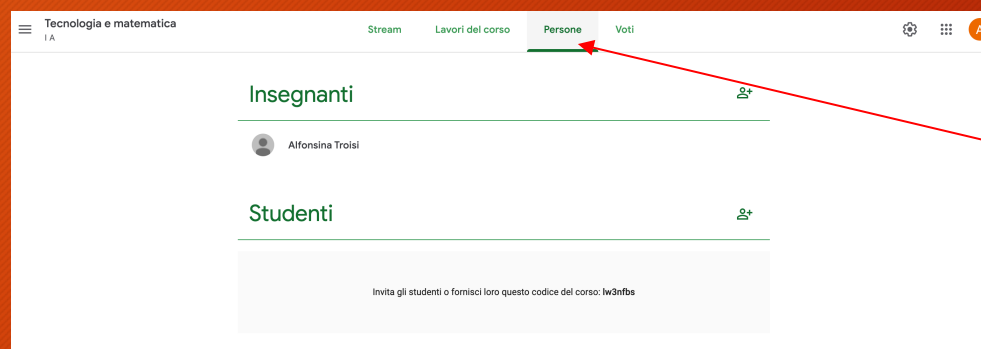 Tecnologia e matematica
I A
Stream Lavori del corso Persone Voti
A
Insegnanti
Alfonsina Troisi
Studenti
Invita gli studenti o fornisci loro questo codice del corso: lw3nfbs